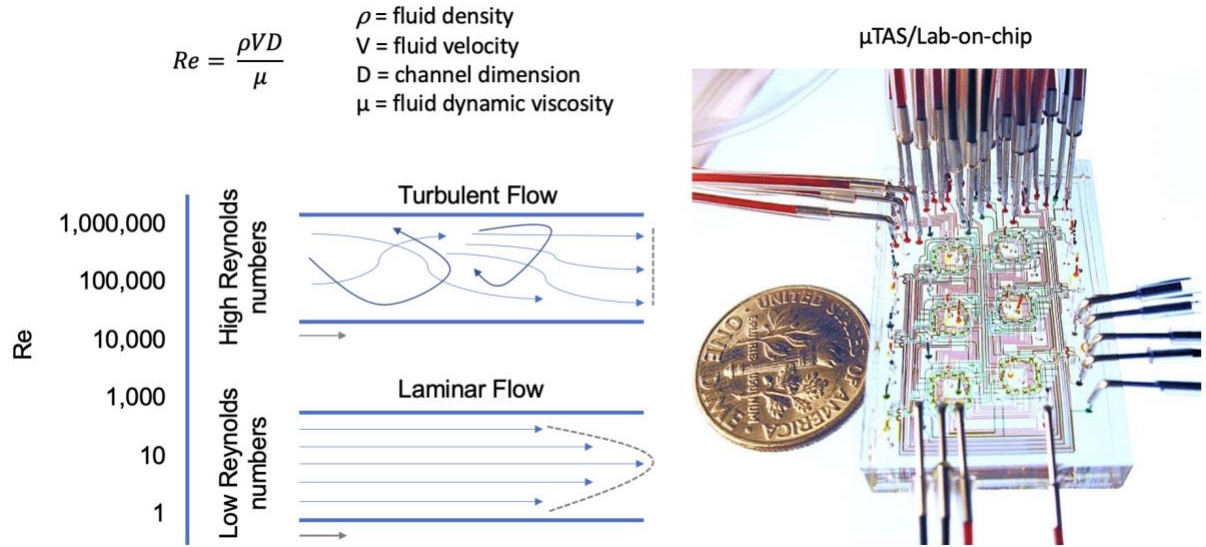 Re = ρVD / μ
ρ = fluid density
V = fluid velocity
D = channel dimension
μ = fluid dynamic viscosity
μTAS/Lab-on-chip
Re
1,000,000
100,000
10,000
1,000
10
1
High Reynolds numbers
Turbulent Flow
Low Reynolds numbers
Laminar Flow
UNITED STATES OF AMERICA
ONE DIME